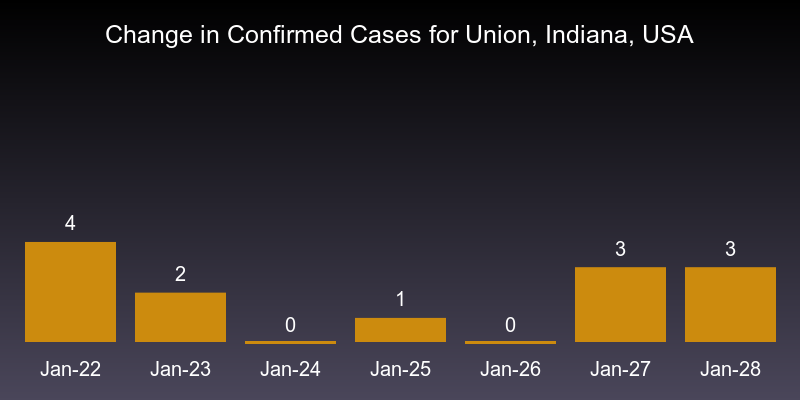 Change in Confirmed Cases for Union, Indiana, USA
4
2
0
1
0
3
3
Jan-22
Jan-23
Jan-24
Jan-25
Jan-26
Jan-27
Jan-28